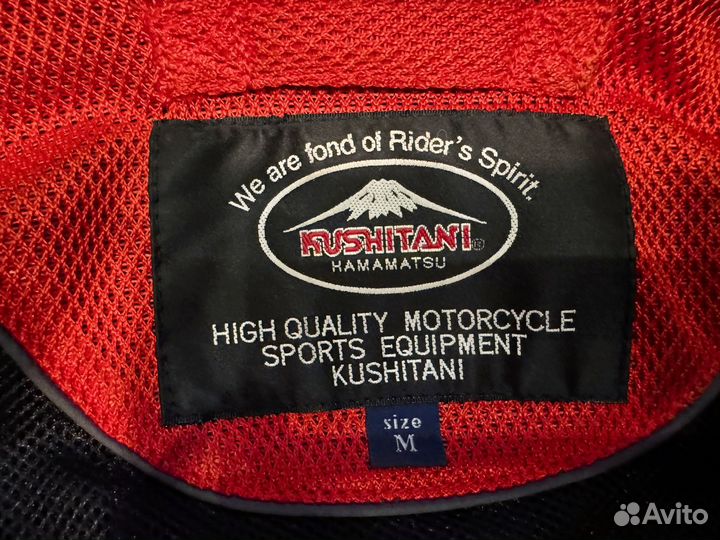 We are fond of Rider's Spirit.
KUSHITANI®
HAMAMATSU
HIGH QUALITY MOTORCYCLE
SPORTS EQUIPMENT
KUSHITANI
size
M
Avito